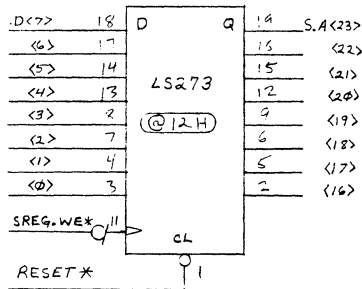 .D<7> 18 D Q 19 S.A<23>
<6> 17 16 <22>
<5> 14 LS273 15 <21>
<4> 13 12 <20>
<3> 8 @12H 9 <19>
<2> 7 6 <18>
<1> 4 5 <17>
<0> 3 2 <16>
SREG.WE* 11
CL
RESET* 1